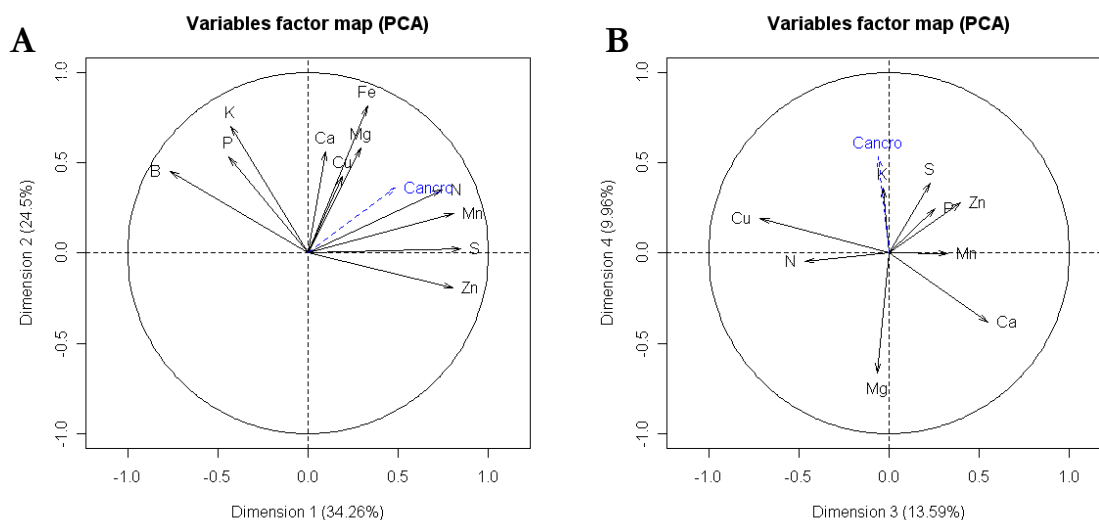 A
Variables factor map (PCA)
Dimension 2 (24.5%)
1.0
0.5
0.0
-0.5
-1.0
Fe
K
Ca
Mg
P
Cu
B
Cancro
N
Mn
S
Zn
-1.0 -0.5 0.0 0.5 1.0
Dimension 1 (34.26%)
B
Variables factor map (PCA)
Dimension 4 (9.96%)
1.0
0.5
0.0
-0.5
-1.0
Cancro
K
S
P
Zn
Cu
N
Mn
Ca
Mg
-1.0 -0.5 0.0 0.5 1.0
Dimension 3 (13.59%)